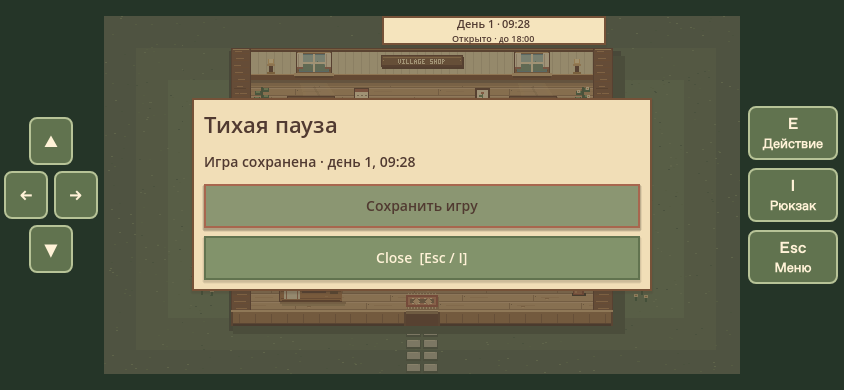 День 1 · 09:28
Открыто · до 18:00
VILLAGE SHOP
Тихая пауза
Игра сохранена · день 1, 09:28
Сохранить игру
Close [Esc / I]
E
Действие
I
Рюкзак
Esc
Меню